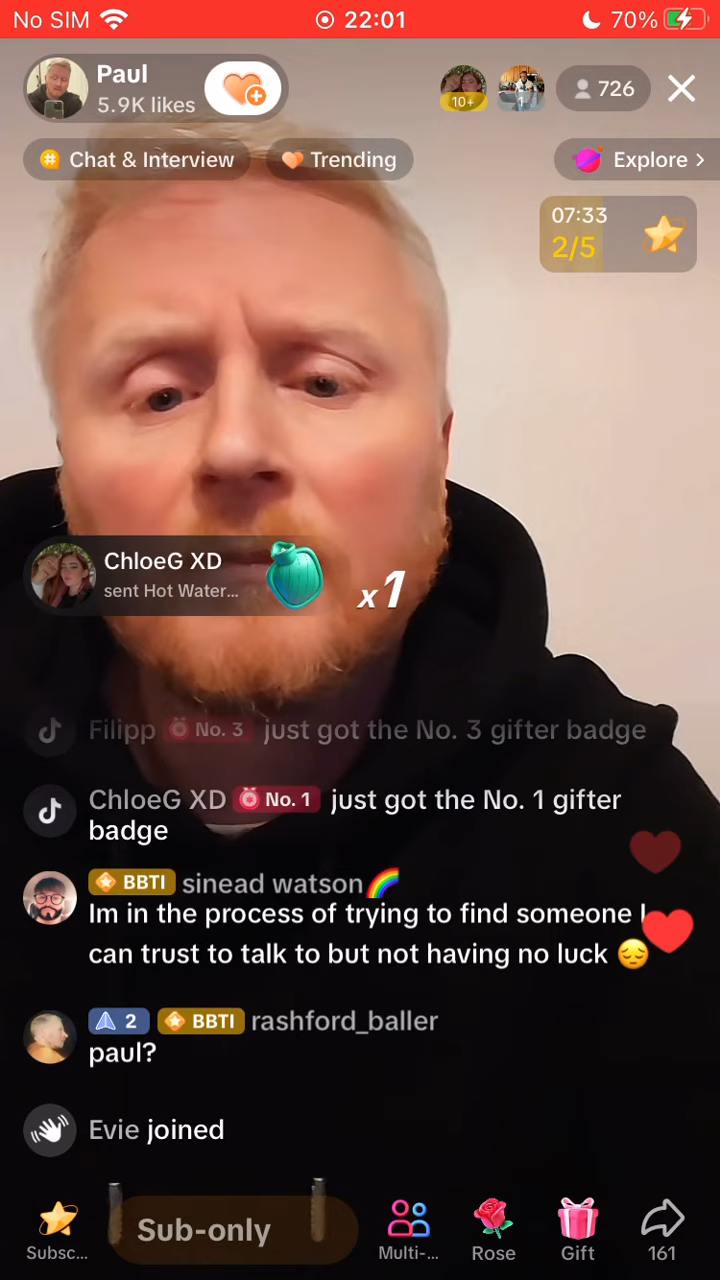 No SIM
22:01
70%
Paul
5.9K likes
10+
1
726
# Chat & Interview
Trending
Explore >
07:33
2/5
ChloeG XD
sent Hot Water...
x1
Filipp No. 3 just got the No. 3 gifter badge
ChloeG XD No. 1 just got the No. 1 gifter
badge
BBTI sinead watson🌈
Im in the process of trying to find someone I
can trust to talk to but not having no luck 😔
2 BBTI rashford_baller
paul?
Evie joined
Sub-only
Subsc...
Multi-...
Rose
Gift
161